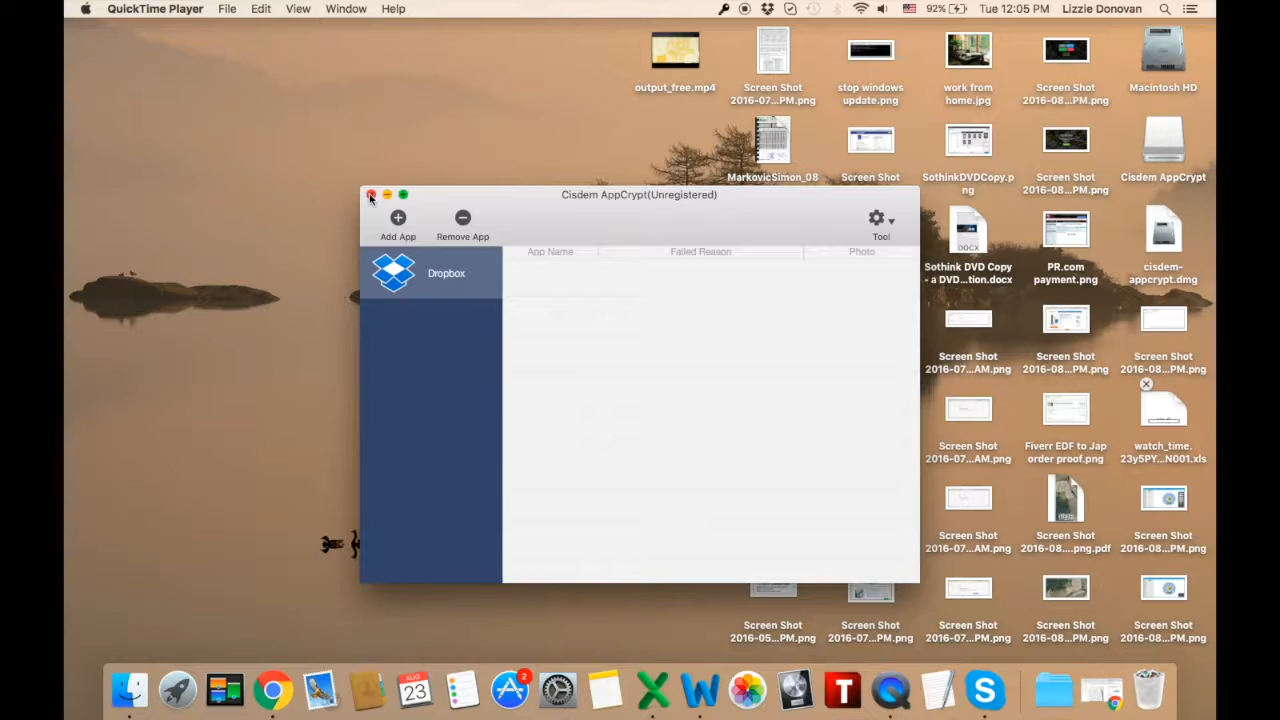 QuickTime Player File Edit View Window Help 92% Tue 12:05 PM Lizzie Donovan
output_free.mp4
Screen Shot
2016-07...PM.png
stop windows
update.png
work from
home.jpg
Screen Shot
2016-08...PM.png
Macintosh HD
MarkovicSimon_08
Screen Shot
SothinkDVDCopy.p
ng
Screen Shot
2016-08...PM.png
Cisdem AppCrypt
Cisdem AppCrypt(Unregistered)
Add App Remove App Tool
App Name Failed Reason Photo
Dropbox
DOCX
Sothink DVD Copy
- a DVD...tion.docx
PR.com
payment.png
cisdem-
appcrypt.dmg
Screen Shot
2016-07...AM.png
Screen Shot
2016-08...PM.png
Screen Shot
2016-08...PM.png
Screen Shot
2016-07...AM.png
Fiverr EDF to Jap
order proof.png
watch_time.
23y5PY...N001.xls
Screen Shot
2016-07...AM.png
Screen Shot
2016-08....png.pdf
Screen Shot
2016-08...PM.png
Screen Shot
2016-05...PM.png
Screen Shot
2016-07...PM.png
Screen Shot
2016-07...PM.png
Screen Shot
2016-08...PM.png
Screen Shot
2016-08...PM.png
AUG
23
2
X
W
T
S